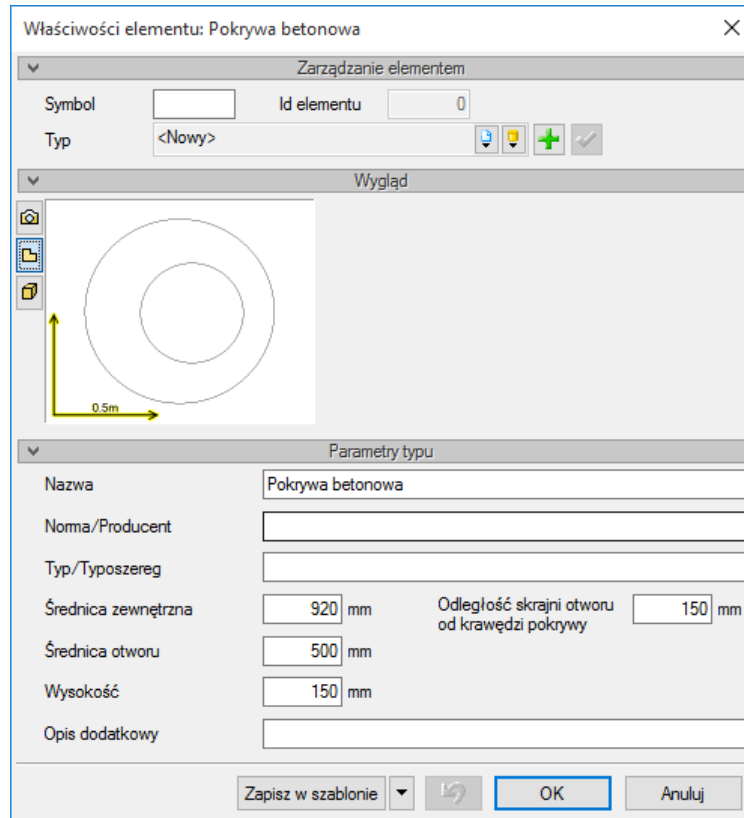 Właściwości elementu: Pokrywa betonowa
Zarządzanie elementem
Symbol Id elementu 0
Typ <Nowy>
Wygląd
0.5m
Parametry typu
Nazwa Pokrywa betonowa
Norma/Producent
Typ/Typoszereg
Średnica zewnętrzna 920 mm Odległość skrajni otworu od krawędzi pokrywy 150 mm
Średnica otworu 500 mm
Wysokość 150 mm
Opis dodatkowy
Zapisz w szablonie OK Anuluj